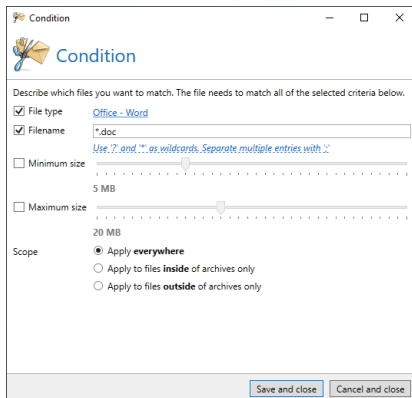 Condition
Condition
Describe which files you want to match. The file needs to match all of the selected criteria below.
File type Office - Word
Filename *.doc
Use '?' and '*' as wildcards. Separate multiple entries with ';'
Minimum size
5 MB
Maximum size
20 MB
Scope Apply everywhere
Apply to files inside of archives only
Apply to files outside of archives only
Save and close Cancel and close